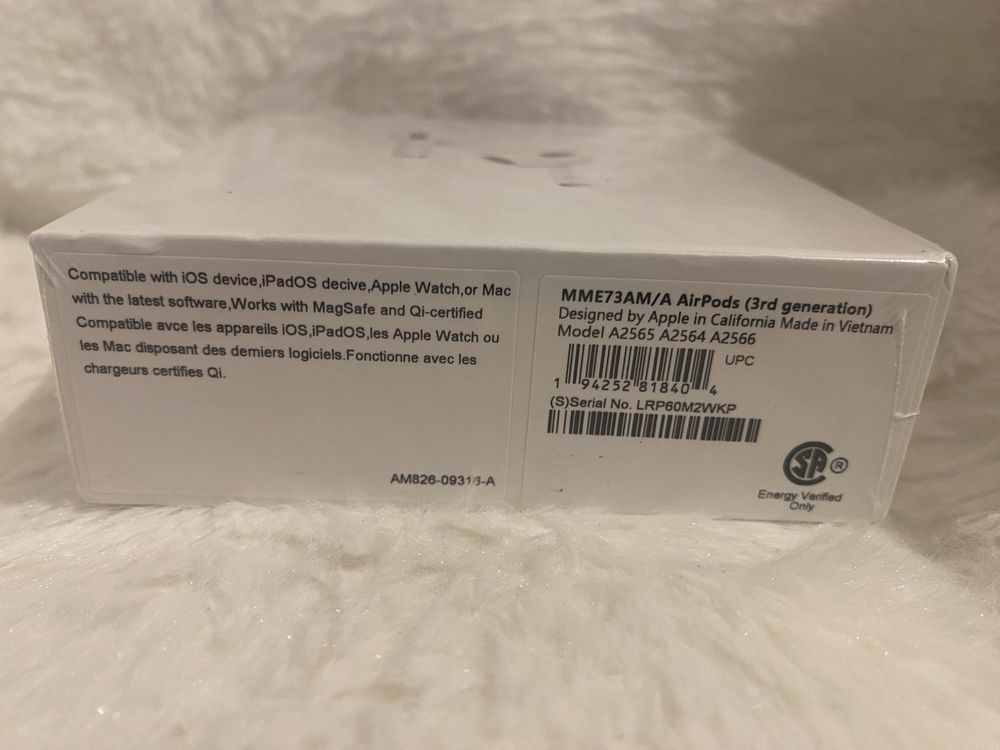 Compatible with iOS device,iPadOS decive,Apple Watch,or Mac
with the latest software,Works with MagSafe and Qi-certified
Compatible avce les appareils iOS,iPadOS,les Apple Watch ou
les Mac disposant des demiers logiciels.Fonctionne avec les
chargeurs certifies Qi.
AM826-09316-A
MME73AM/A AirPods (3rd generation)
Designed by Apple in California Made in Vietnam
Model A2565 A2564 A2566
UPC
1 94252 81840 4
(S)Serial No. LRP60M2WKP
SA ®
Energy Verified
Only